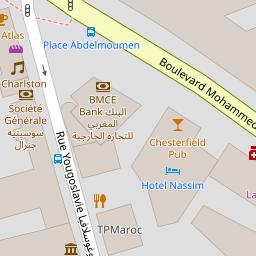 Atlas
Place Abdelmoumen
Boulevard Mohammed
Charlston
BMCE
Bank البنك
المغربي
للتجارة الخارجية
Société
Générale
سوسيتيه
جنرال
Chesterfield
Pub
Hotel Nassim
Rue Yougoslavie
TPMaroc
La